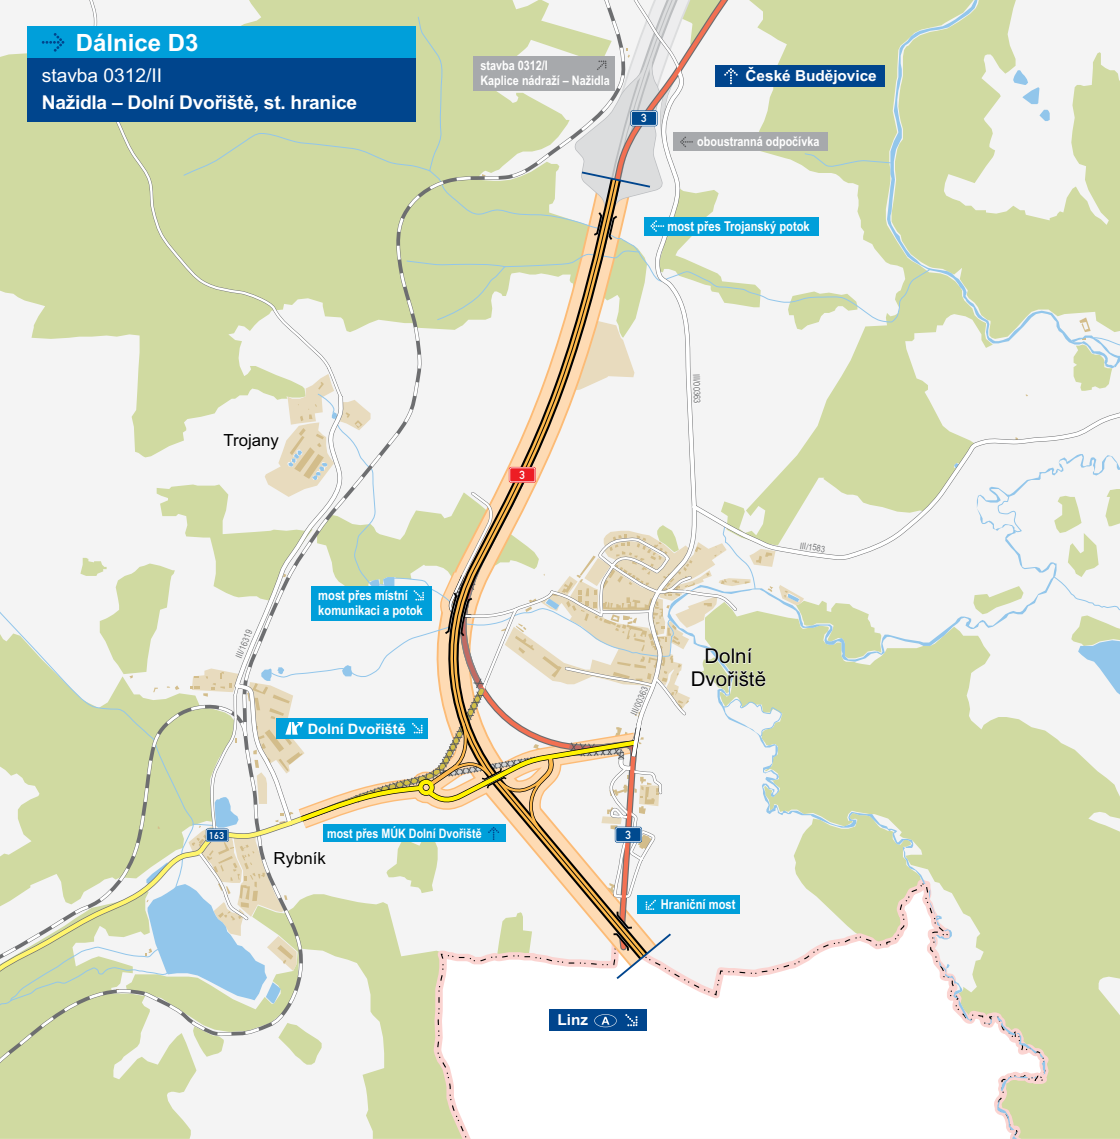 Dálnice D3
stavba 0312/II
Nažidla – Dolní Dvořiště, st. hranice
stavba 0312/I
Kaplice nádraží – Nažidla
České Budějovice
3
oboustranná odpočívka
most přes Trojanský potok
III/00363
Trojany
3
III/1583
most přes místní
komunikaci a potok
III/16319
Dolní
Dvořiště
III/00363
Dolní Dvořiště
most přes MÚK Dolní Dvořiště
163
3
Rybník
Hraniční most
Linz A